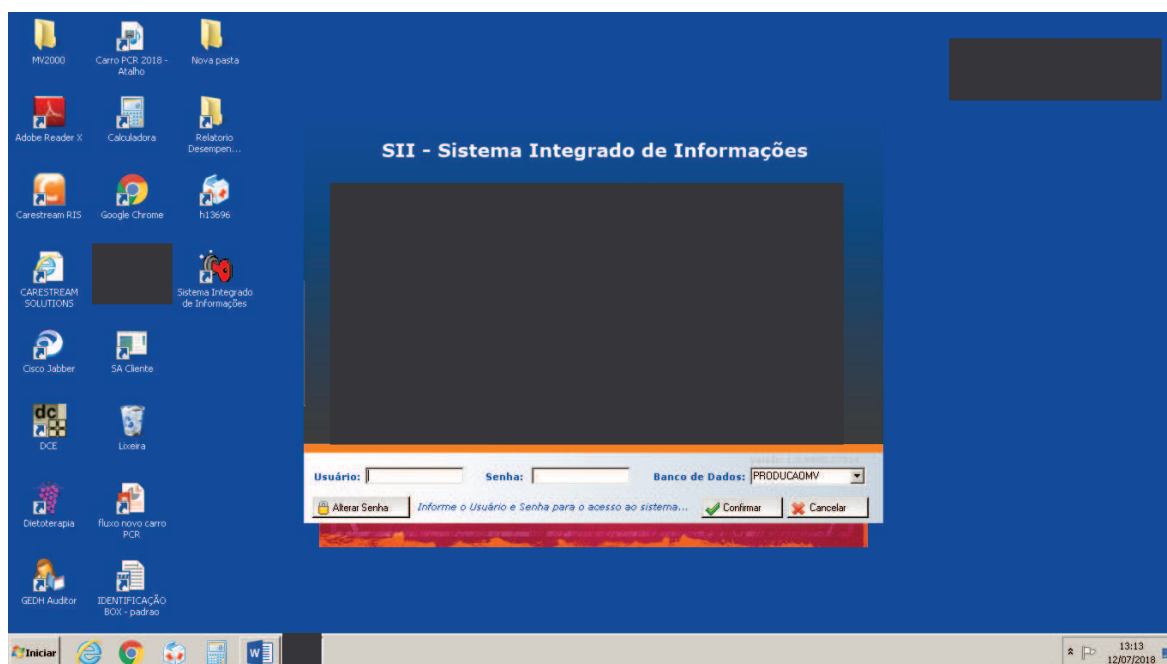 MV2000
Carro PCR 2018 -
Atalho
Nova pasta
Adobe Reader X
Calculadora
Relatorio
Desempen...
Carestream RIS
Google Chrome
h13696
CARESTREAM
SOLUTIONS
Sistema Integrado
de Informações
Cisco Jabber
SA Cliente
dc
DCE
Lixeira
Dietoterapia
fluxo novo carro
PCR
GEDH Auditor
IDENTIFICAÇÃO
BOX - padrao
SII - Sistema Integrado de Informações
Usuário:
Senha:
Banco de Dados: PRODUCAOMV
Alterar Senha
Informe o Usuário e Senha para o acesso ao sistema...
Confirmar
Cancelar
Iniciar
W
13:13
12/07/2018